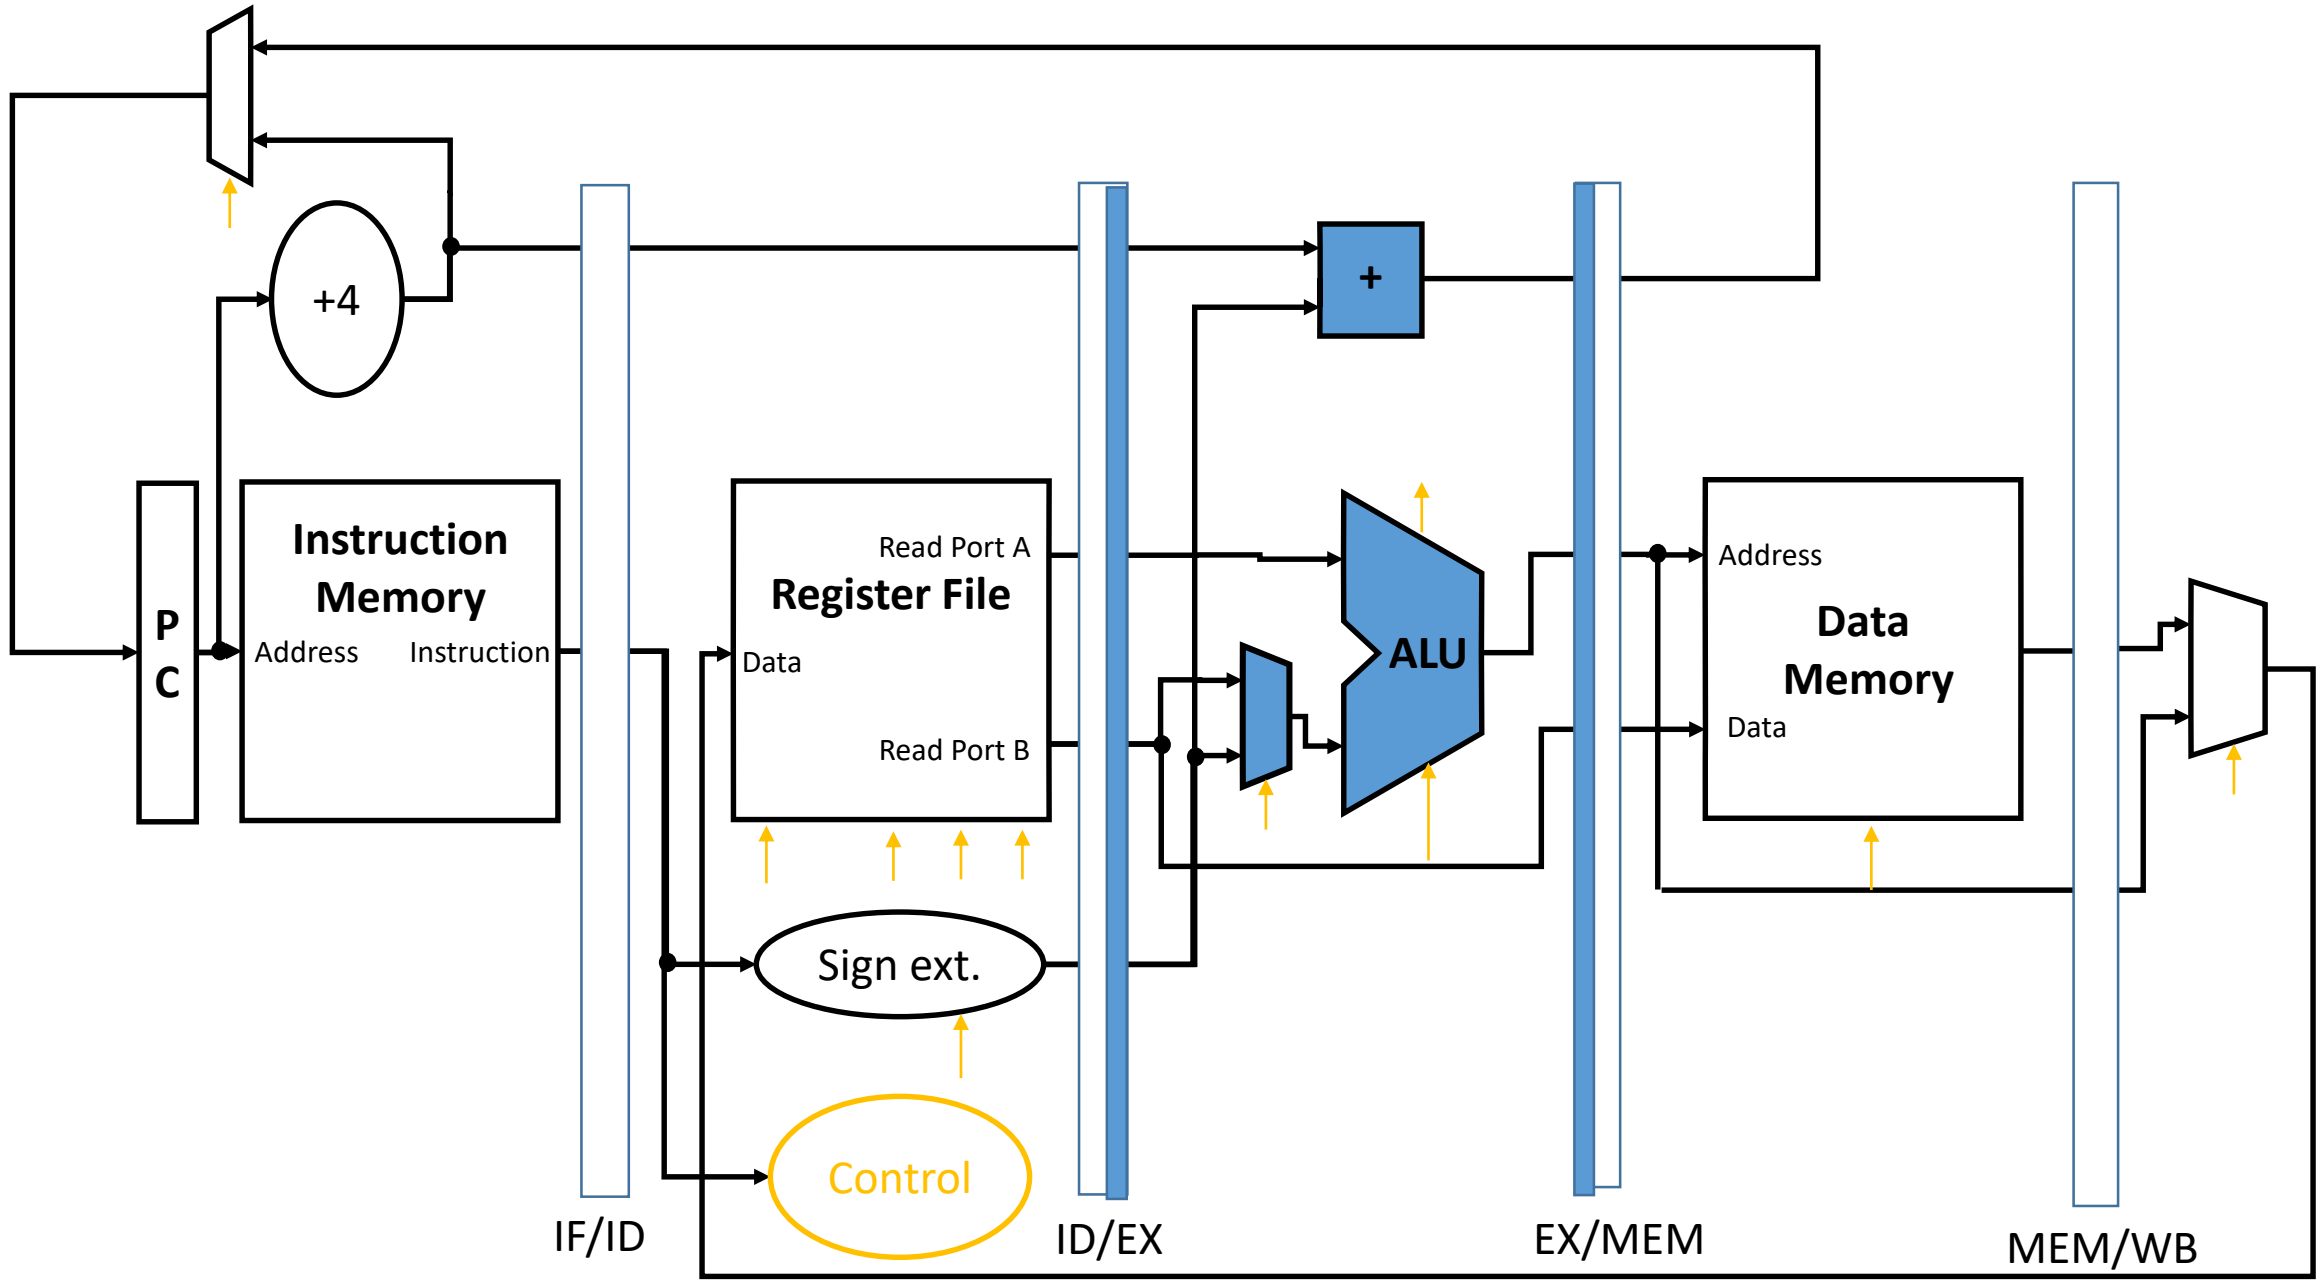 +4
+
Instruction
Memory
Address
Instruction
P
C
Read Port A
Register File
Data
Read Port B
ALU
Address
Data
Memory
Data
Sign ext.
Control
IF/ID
ID/EX
EX/MEM
MEM/WB